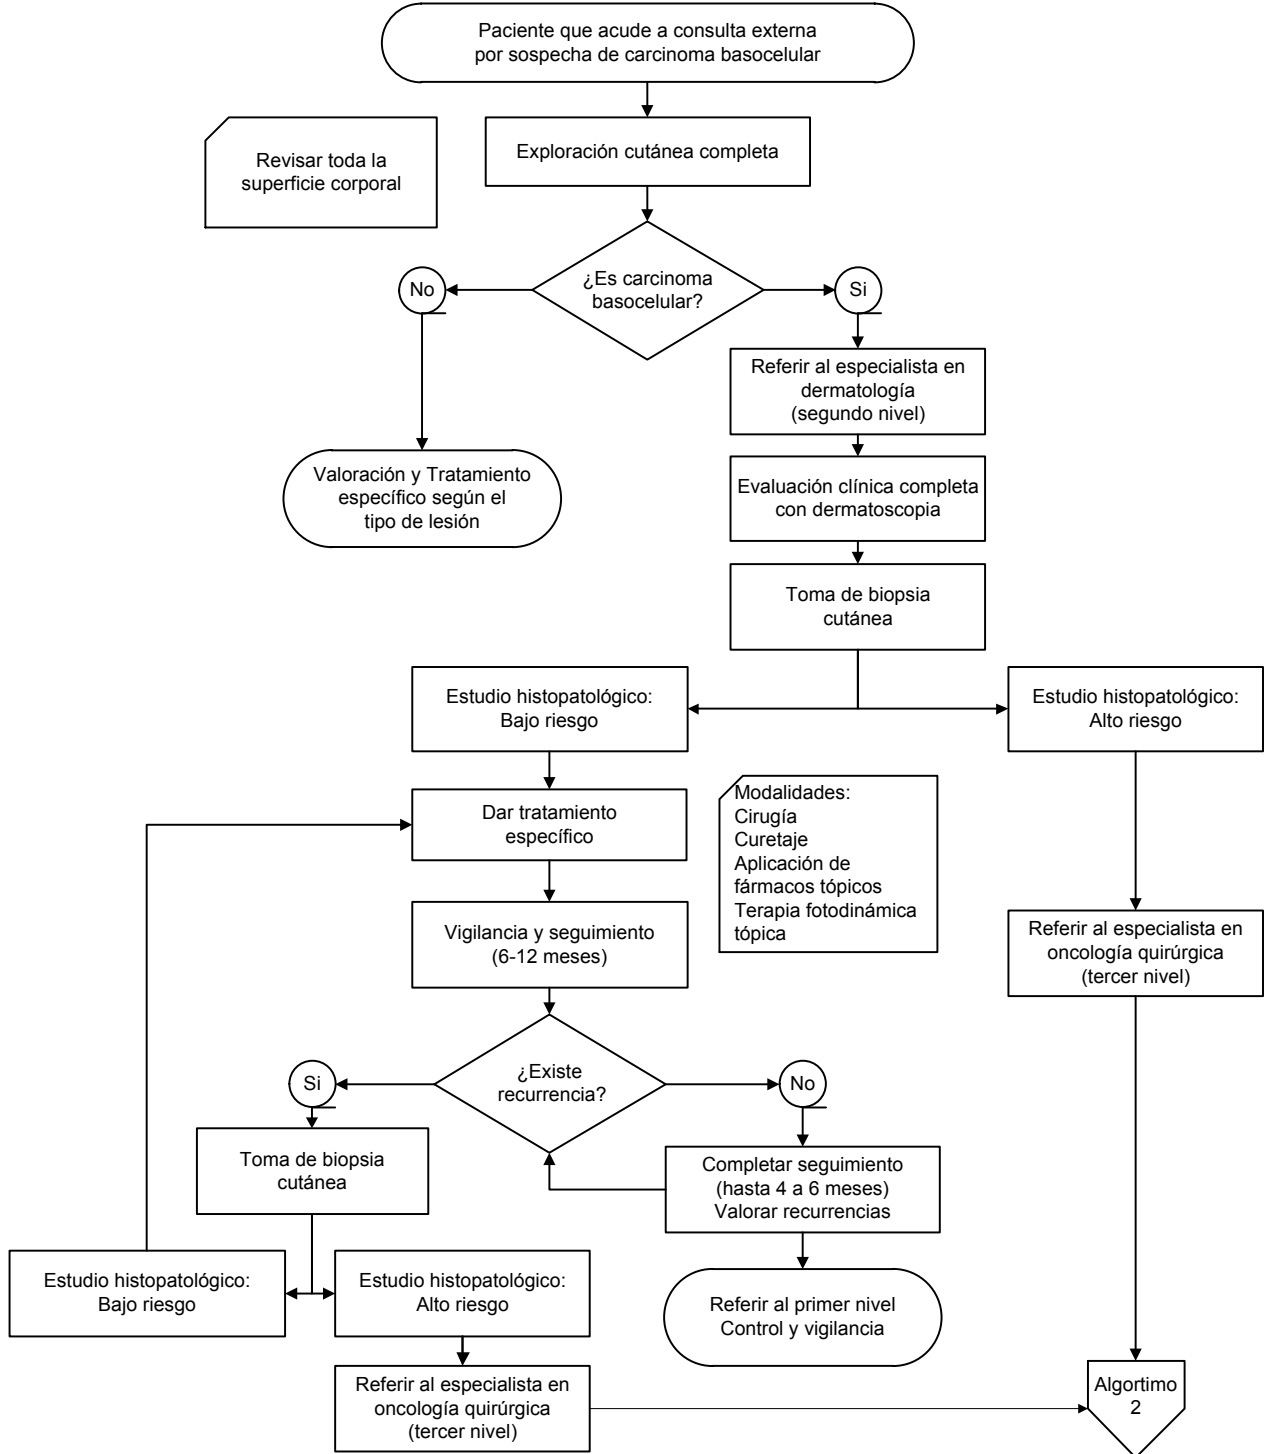 Paciente que acude a consulta externa
por sospecha de carcinoma basocelular
Revisar toda la
superficie corporal
Exploración cutánea completa
¿Es carcinoma
basocelular?
No
Si
Referir al especialista en
dermatología
(segundo nivel)
Valoración y Tratamiento
específico según el
tipo de lesión
Evaluación clínica completa
con dermatoscopia
Toma de biopsia
cutánea
Estudio histopatológico:
Bajo riesgo
Estudio histopatológico:
Alto riesgo
Dar tratamiento
específico
Modalidades:
Cirugía
Curetaje
Aplicación de
fármacos tópicos
Terapia fotodinámica
tópica
Vigilancia y seguimiento
(6-12 meses)
Referir al especialista en
oncología quirúrgica
(tercer nivel)
¿Existe
recurrencia?
Si
No
Toma de biopsia
cutánea
Completar seguimiento
(hasta 4 a 6 meses)
Valorar recurrencias
Estudio histopatológico:
Bajo riesgo
Estudio histopatológico:
Alto riesgo
Referir al primer nivel
Control y vigilancia
Referir al especialista en
oncología quirúrgica
(tercer nivel)
Algortimo
2